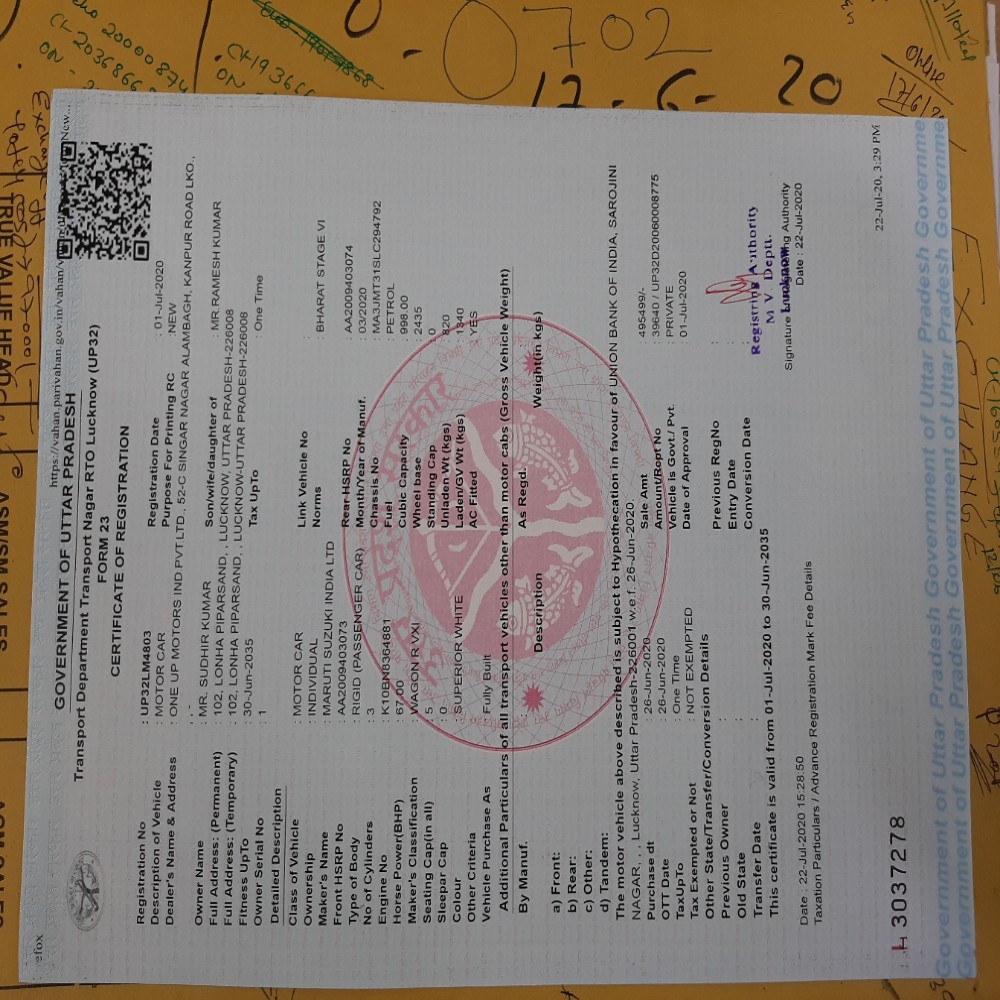 efox
https://vahan.parivahan.gov.in/vahan/v
New...
GOVERNMENT OF UTTAR PRADESH
Transport Department Transport Nagar RTO Lucknow (UP32)
FORM 23
CERTIFICATE OF REGISTRATION
Registration No : UP32LM4803 Registration Date : 01-Jul-2020
Description of Vehicle : MOTOR CAR Purpose For Printing RC : NEW
Dealer's Name & Address : ONE UP MOTORS IND PVT LTD., 52-C SINGAR NAGAR ALAMBAGH, KANPUR ROAD LKO.,
Owner Name : MR. SUDHIR KUMAR Son/wife/daughter of : MR.RAMESH KUMAR
Full Address: (Permanent) : 102, LONHA PIPARSAND, , LUCKNOW, UTTAR PRADESH-226008
Full Address: (Temporary) : 102, LONHA PIPARSAND, , LUCKNOW-UTTAR PRADESH-226008
Fitness UpTo : 30-Jun-2035 Tax UpTo : One Time
Owner Serial No : 1
Detailed Description
Class of Vehicle : MOTOR CAR Link Vehicle No :
Ownership : INDIVIDUAL Norms : BHARAT STAGE VI
Maker's Name : MARUTI SUZUKI INDIA LTD
Front HSRP No : AA2009403073 Rear HSRP No : AA2009403074
Type of Body : RIGID (PASSENGER CAR) Month/Year of Manuf. : 03/2020
No of Cylinders : 3 Chassis No : MA3JMT31SLC294792
Engine No : K10BN8364881 Fuel : PETROL
Horse Power(BHP) : 67.00 Cubic Capacity : 998.00
Maker's Classification : WAGON R VXI Wheel base : 2435
Seating Cap(in all) : 5 Standing Cap : 0
Sleepar Cap : 0 Unladen Wt (kgs) : 820
Colour : SUPERIOR WHITE Laden/GV Wt (kgs) : 1340
Other Criteria : AC Fitted : YES
Vehicle Purchase As : Fully Built
Additional Particulars of all transport vehicles other than motor cabs (Gross Vehicle Weight)
By Manuf. Description As Regd. Weight(in kgs)
a) Front:
b) Rear:
c) Other:
d) Tandem:
The motor vehicle above described is subject to Hypothecation in favour of UNION BANK OF INDIA, SAROJINI
NAGAR, , , , Lucknow, Uttar Pradesh-226001 w.e.f. 26-Jun-2020.
Purchase dt : 26-Jun-2020 Sale Amt : 495499/-
OTT Date : 26-Jun-2020 Amount/Rcpt No : 39640 / UP32D20060008775
TaxUpTo : One Time Vehicle is Govt./ Pvt. : PRIVATE
Tax Exempted or Not : NOT EXEMPTED Date of Approval : 01-Jul-2020
Other State/Transfer/Conversion Details
Previous Owner : Previous RegNo :
Old State : Entry Date :
Transfer Date : Conversion Date :
This certificate is valid from 01-Jul-2020 to 30-Jun-2035
Registring Authority
M. V. Deptt.
Lucknow
Date : 22-Jul-2020 15:28:50 Signature Registering Authority
Taxation Particulars / Advance Registration Mark Fee Details Date : 22-Jul-2020
22-Jul-20, 3:29 PM
H 3037278
Government of Uttar Pradesh Government of Uttar Pradesh Governme
Government of Uttar Pradesh Government of Uttar Pradesh Governme
0702
17-6-20
TRUE VALUE HEAD
ASM/SM SALES
EXCHANGE